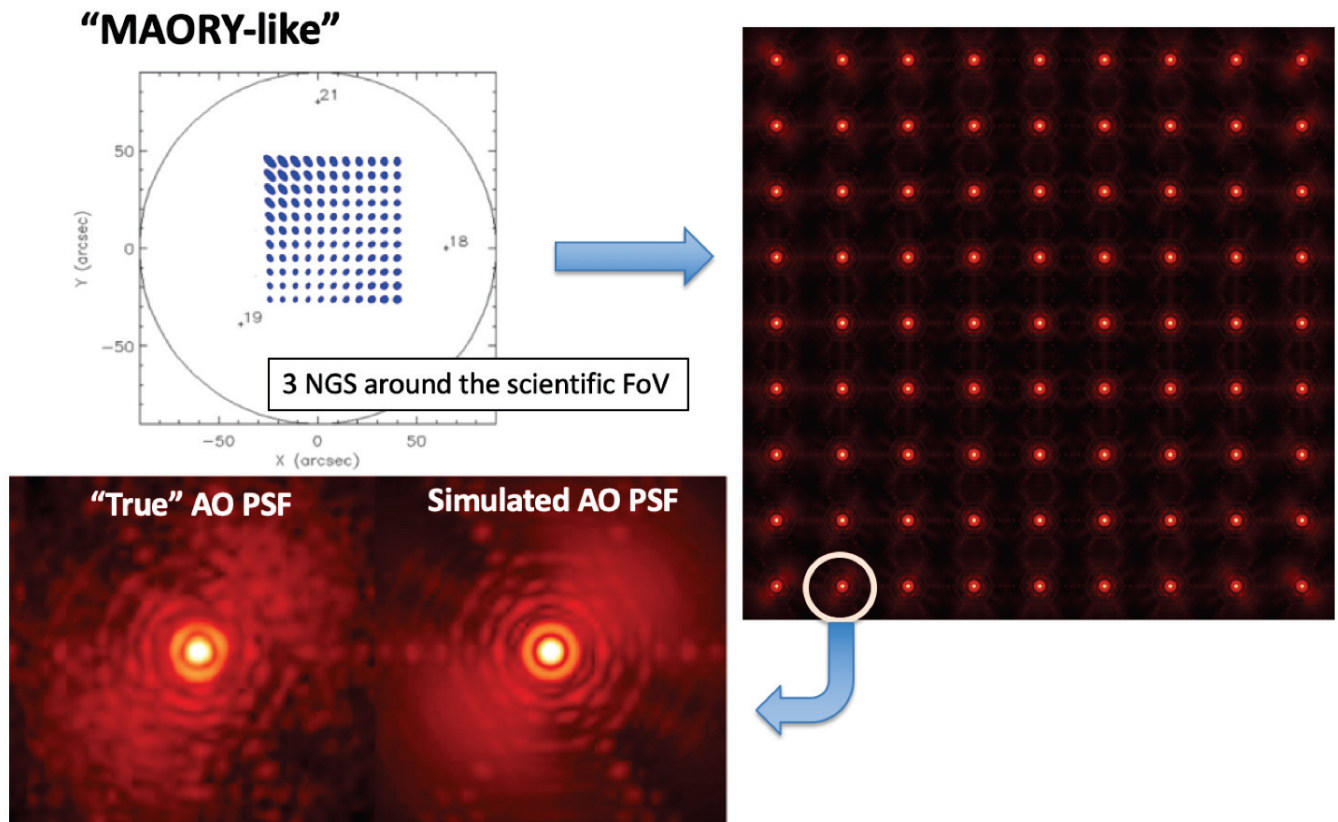 “MAORY-like”
21
50
Y (arcsec)
0
18
19
−50
3 NGS around the scientific FoV
−50
0
50
X (arcsec)
“True” AO PSF
Simulated AO PSF